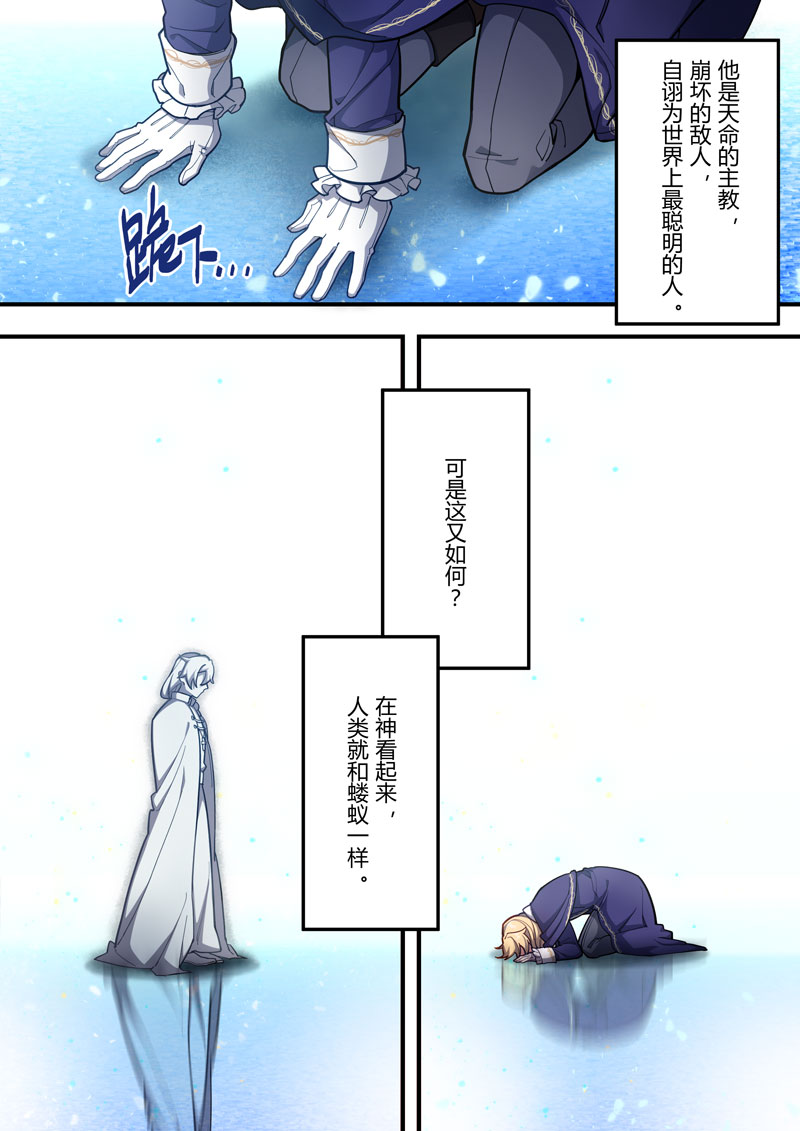 他是天命的主教，
崩坏的敌人，
自诩为世界上最聪明的人。
跪下...
可是这又如何？
在神看起来，
人类就和蝼蚁一样。